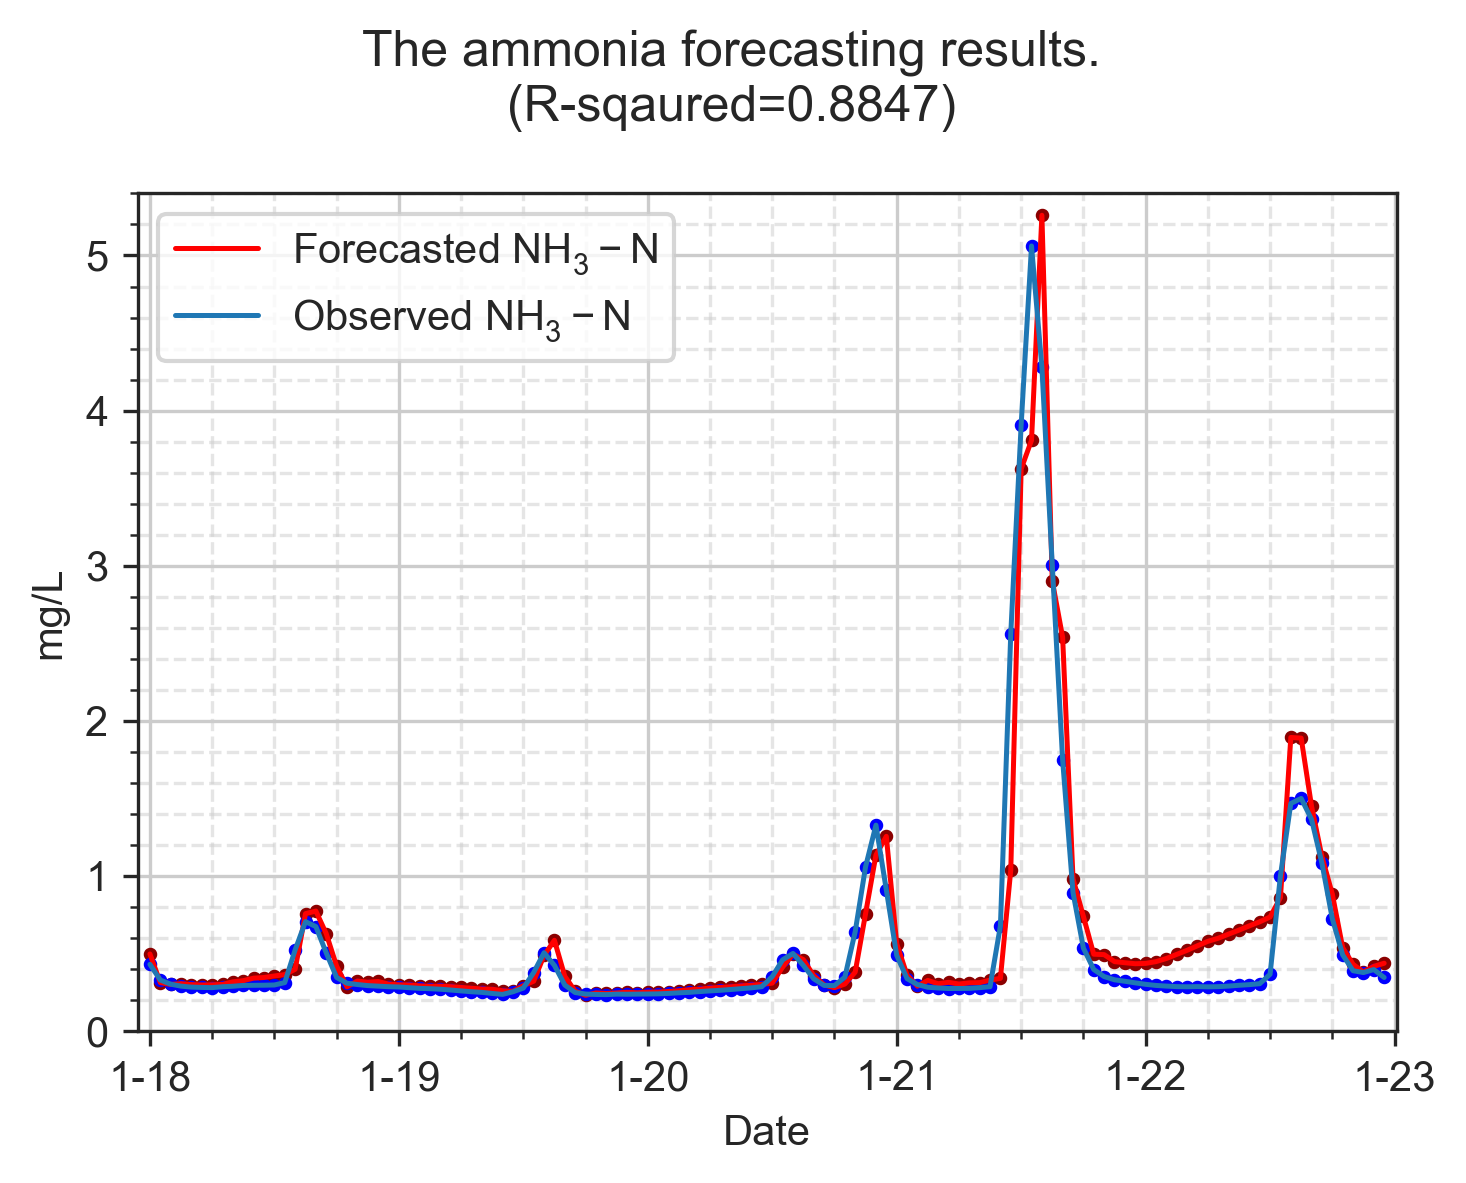 The ammonia forecasting results.
(R-sqaured=0.8847)
Forecasted NH₃ − N
Observed NH₃ − N
mg/L
5
4
3
2
1
0
1-18 1-19 1-20 1-21 1-22 1-23
Date